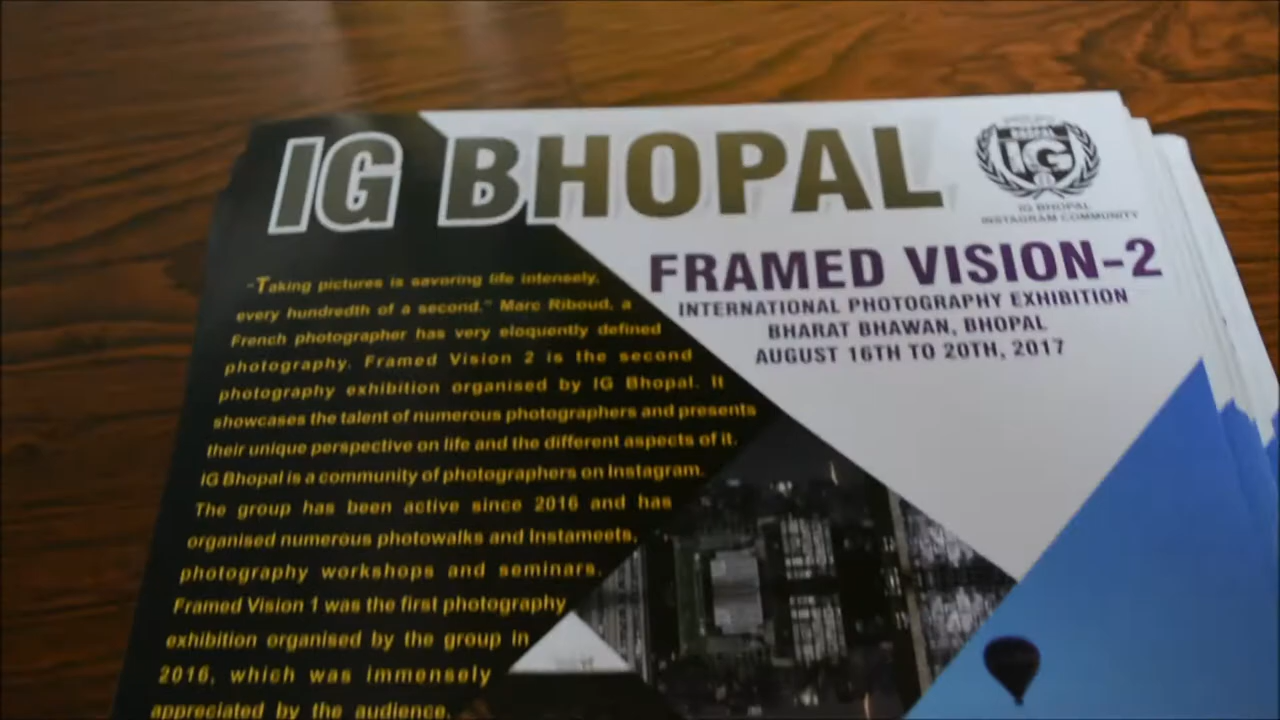 IG BHOPAL
BHOPAL
IG
IG BHOPAL
INSTAGRAM COMMUNITY
FRAMED VISION-2
INTERNATIONAL PHOTOGRAPHY EXHIBITION
BHARAT BHAWAN, BHOPAL
AUGUST 16TH TO 20TH, 2017
"Taking pictures is savoring life intensely,
every hundredth of a second." Marc Riboud, a
French photographer has very eloquently defined
photography. Framed Vision 2 is the second
photography exhibition organised by IG Bhopal. It
showcases the talent of numerous photographers and presents
their unique perspective on life and the different aspects of it.
IG Bhopal is a community of photographers on Instagram.
The group has been active since 2016 and has
organised numerous photowalks and Instameets,
photography workshops and seminars.
Framed Vision 1 was the first photography
exhibition organised by the group in
2016, which was immensely
appreciated by the audience.